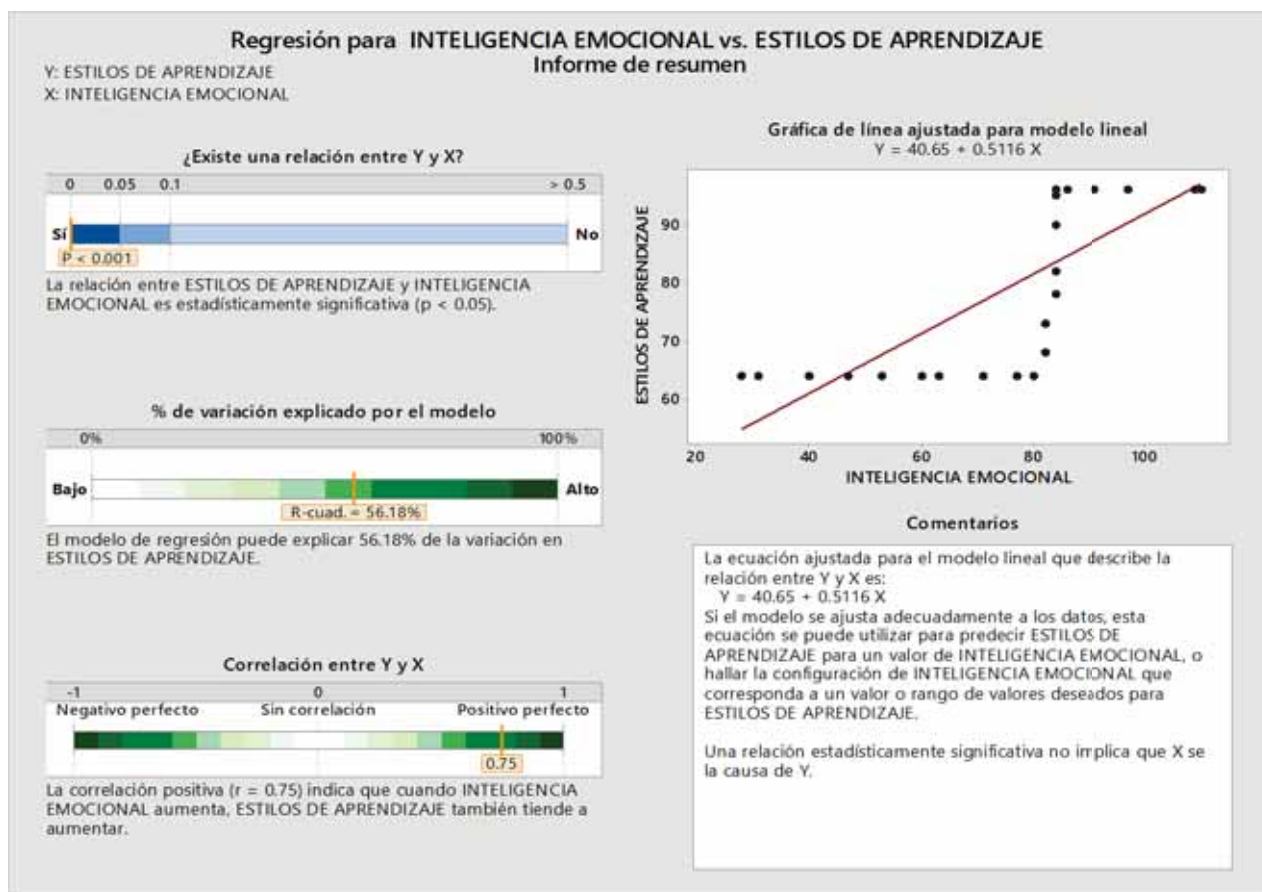 Regresión para INTELIGENCIA EMOCIONAL vs. ESTILOS DE APRENDIZAJE
Informe de resumen
Y: ESTILOS DE APRENDIZAJE
X: INTELIGENCIA EMOCIONAL
¿Existe una relación entre Y y X?
0 0.05 0.1 > 0.5
Sí No
P < 0.001
La relación entre ESTILOS DE APRENDIZAJE y INTELIGENCIA
EMOCIONAL es estadísticamente significativa (p < 0.05).
% de variación explicado por el modelo
0% 100%
Bajo Alto
R-cuad. = 56.18%
El modelo de regresión puede explicar 56.18% de la variación en
ESTILOS DE APRENDIZAJE.
Correlación entre Y y X
-1 0 1
Negativo perfecto Sin correlación Positivo perfecto
0.75
La correlación positiva (r = 0.75) indica que cuando INTELIGENCIA
EMOCIONAL aumenta, ESTILOS DE APRENDIZAJE también tiende a
aumentar.
Gráfica de línea ajustada para modelo lineal
Y = 40.65 + 0.5116 X
ESTILOS DE APRENDIZAJE
90
80
70
60
20 40 60 80 100
INTELIGENCIA EMOCIONAL
Comentarios
La ecuación ajustada para el modelo lineal que describe la
relación entre Y y X es:
Y = 40.65 + 0.5116 X
Si el modelo se ajusta adecuadamente a los datos, esta
ecuación se puede utilizar para predecir ESTILOS DE
APRENDIZAJE para un valor de INTELIGENCIA EMOCIONAL, o
hallar la configuración de INTELIGENCIA EMOCIONAL que
corresponda a un valor o rango de valores deseados para
ESTILOS DE APRENDIZAJE.
Una relación estadísticamente significativa no implica que X se
la causa de Y.